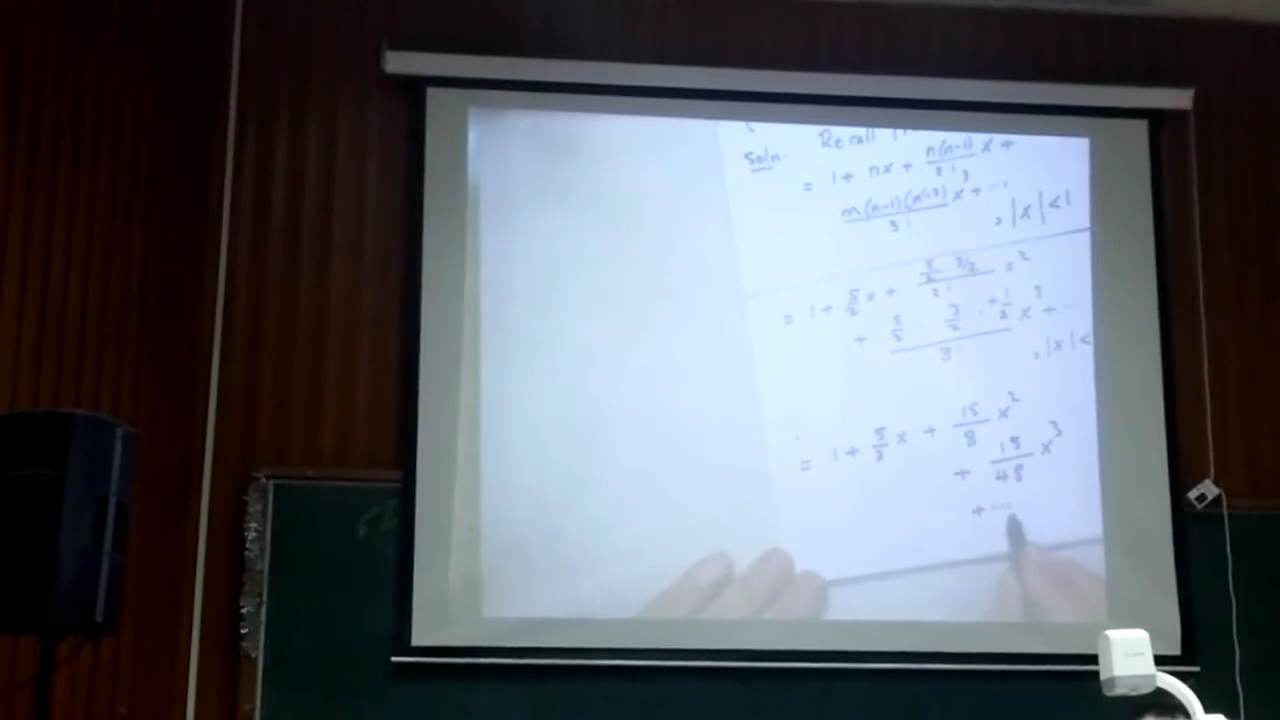 Soln. Recall (1
= 1 + nx + n(n-1)/2! x +
n(n-1)(n-2)/3! x³ + ... , |x| < 1
= 1 + 5/2 x + 5/2 3/2 / 2! x²
+ 5/2 · 3/2 · 1/2 / 3! x³ + ...
, |x| <
= 1 + 5/2 x + 15/8 x²
+ 15/48 x³
+ ...